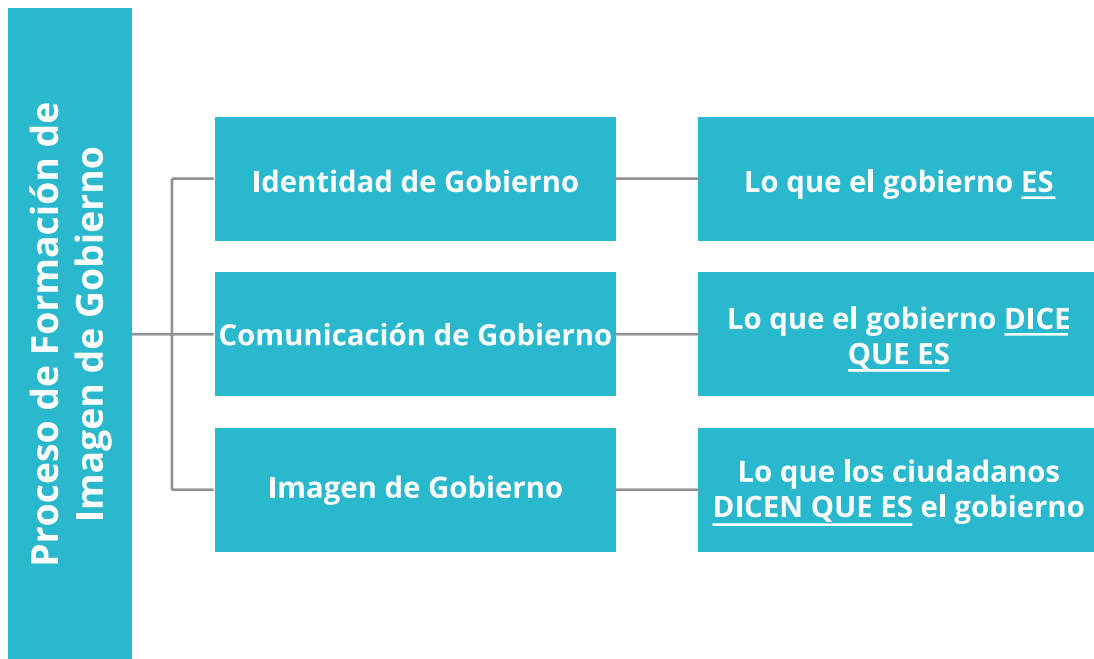 Proceso de Formación de
Imagen de Gobierno
Identidad de Gobierno
Lo que el gobierno ES
Comunicación de Gobierno
Lo que el gobierno DICE
QUE ES
Imagen de Gobierno
Lo que los ciudadanos
DICEN QUE ES el gobierno